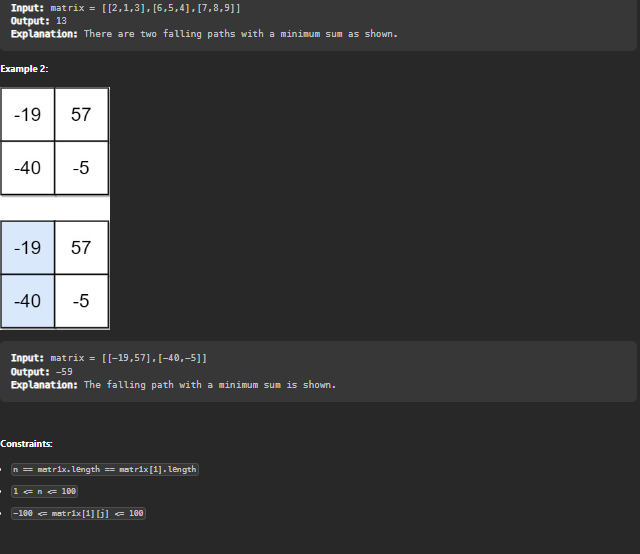 Input: matrix = [[2,1,3],[6,5,4],[7,8,9]]
Output: 13
Explanation: There are two falling paths with a minimum sum as shown.
Example 2:
-19 57
-40 -5
-19 57
-40 -5
Input: matrix = [[-19,57],[-40,-5]]
Output: -59
Explanation: The falling path with a minimum sum is shown.
Constraints:
n == matrix.length == matrix[i].length
1 <= n <= 100
-100 <= matrix[i][j] <= 100